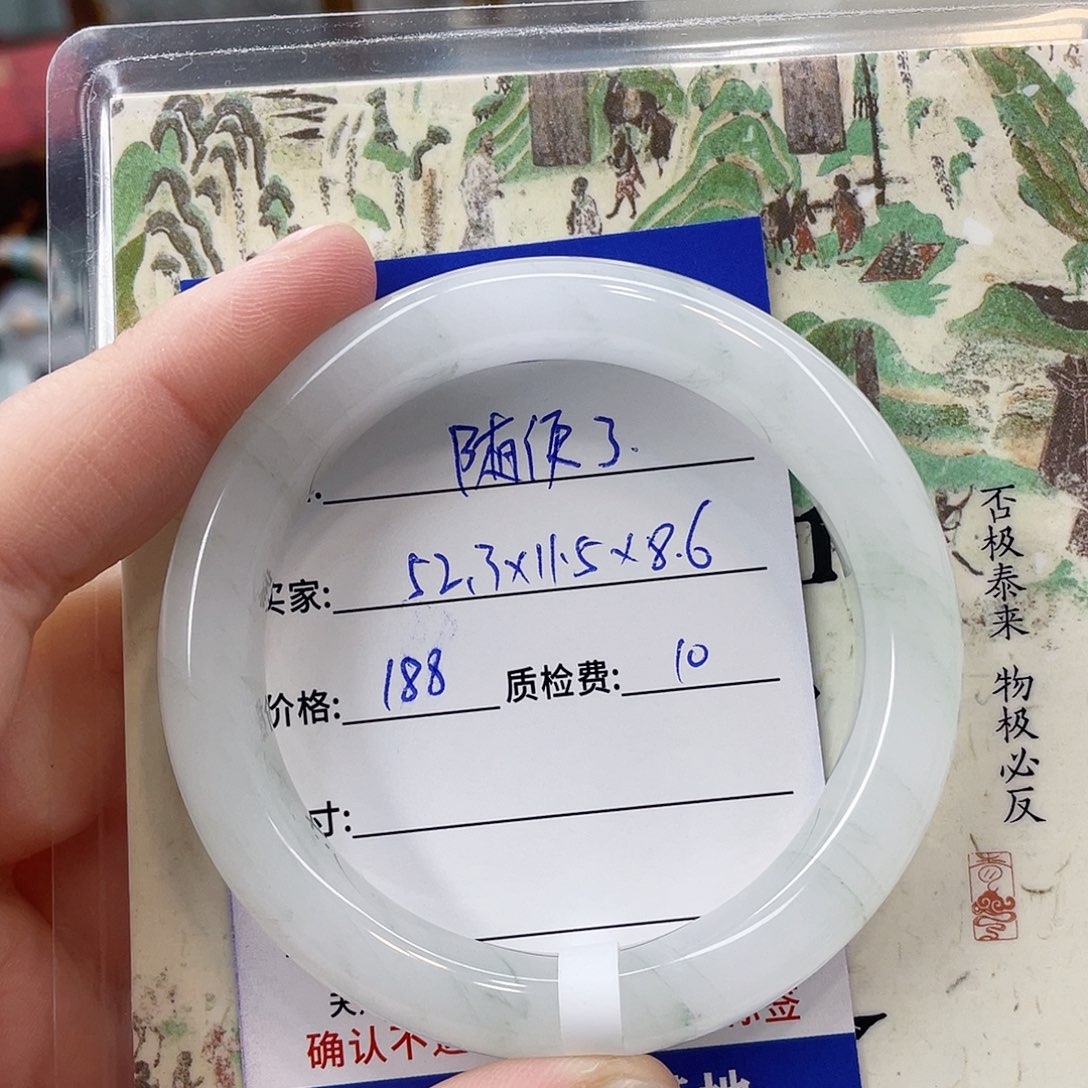 随便了.
买家: 52.3×11.5×8.6
价格: 188 质检费: 10
寸:
确认不
否极泰来 物极必反